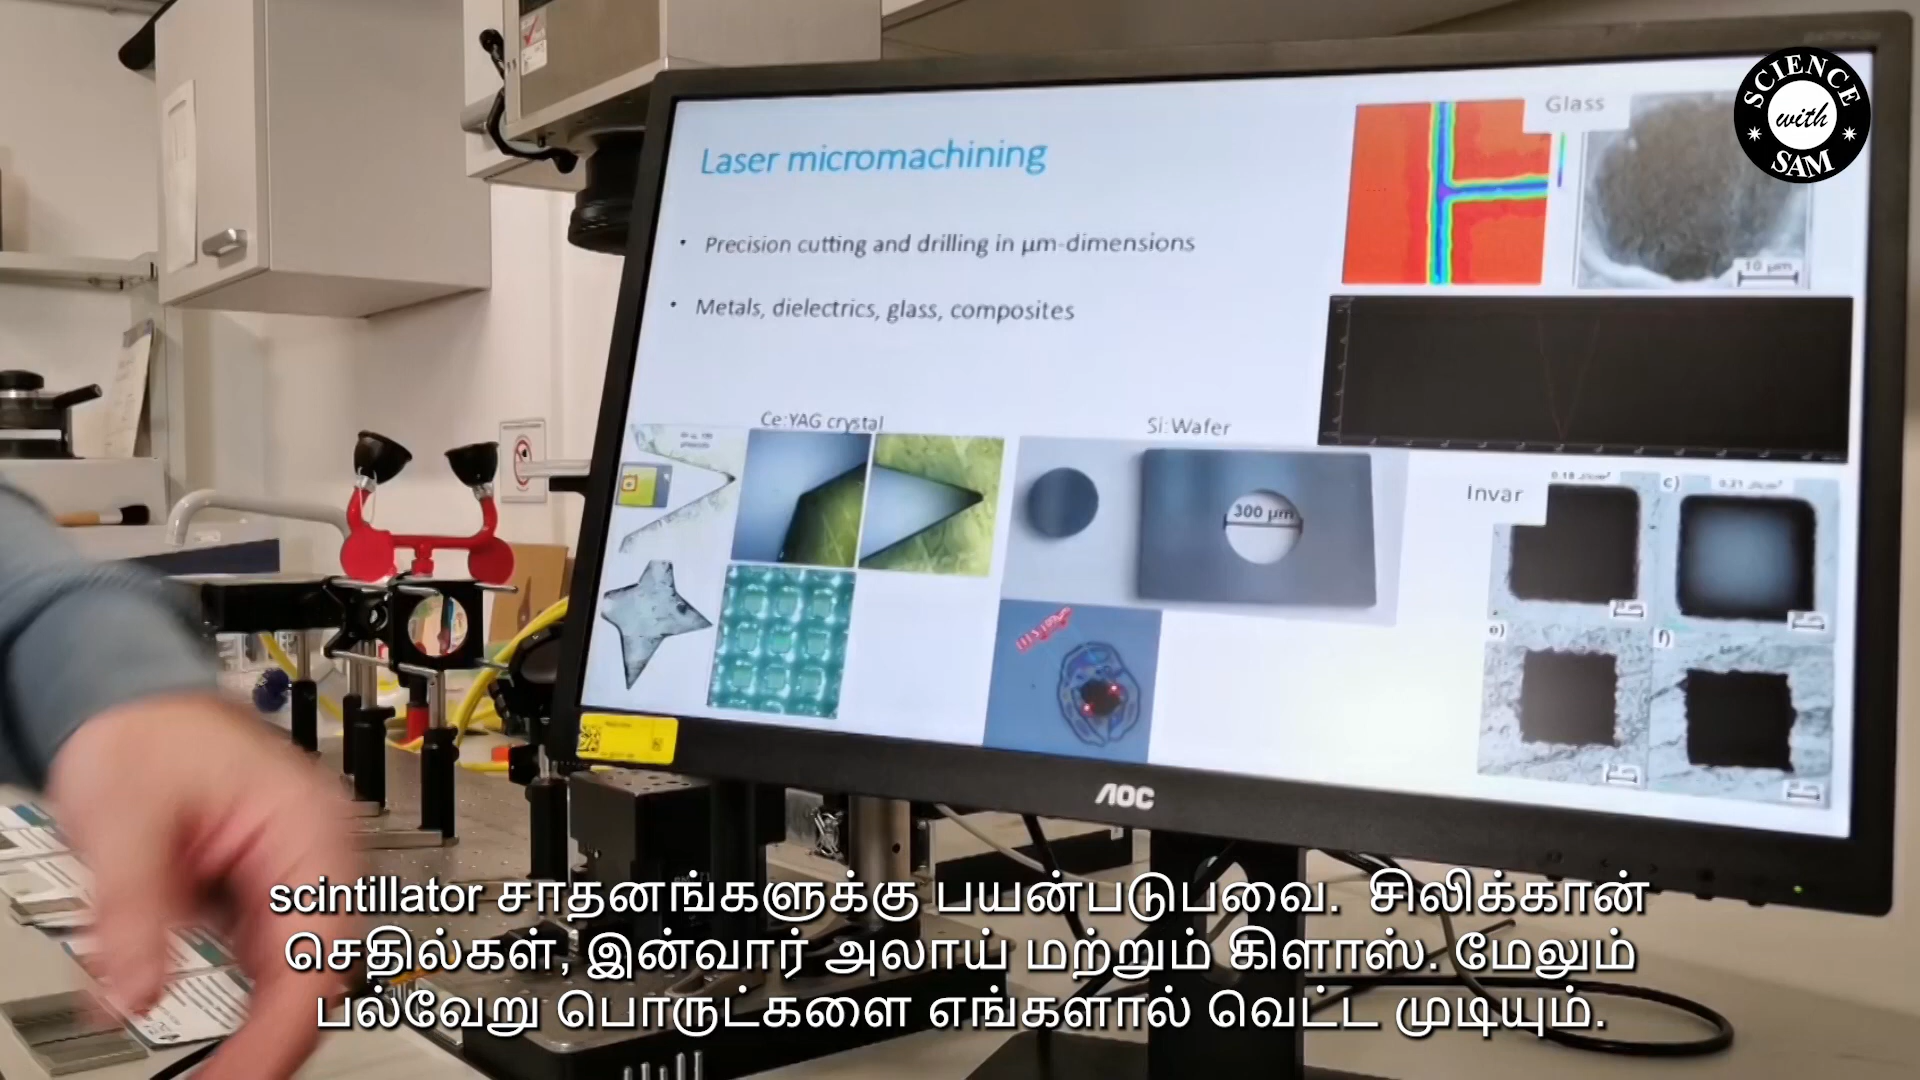 SCIENCE
with
SAM
Glass
Laser micromachining
• Precision cutting and drilling in µm-dimensions
10 µm
• Metals, dielectrics, glass, composites
Ce:YAG crystal
Si:Wafer
Invar
c)
300 µm
e)
f)
AOC
scintillator சாதனங்களுக்கு பயன்படுபவை. சிலிக்கான்
செதில்கள், இன்வார் அலாய் மற்றும் கிளாஸ். மேலும்
பல்வேறு பொருட்களை எங்களால் வெட்ட முடியும்.